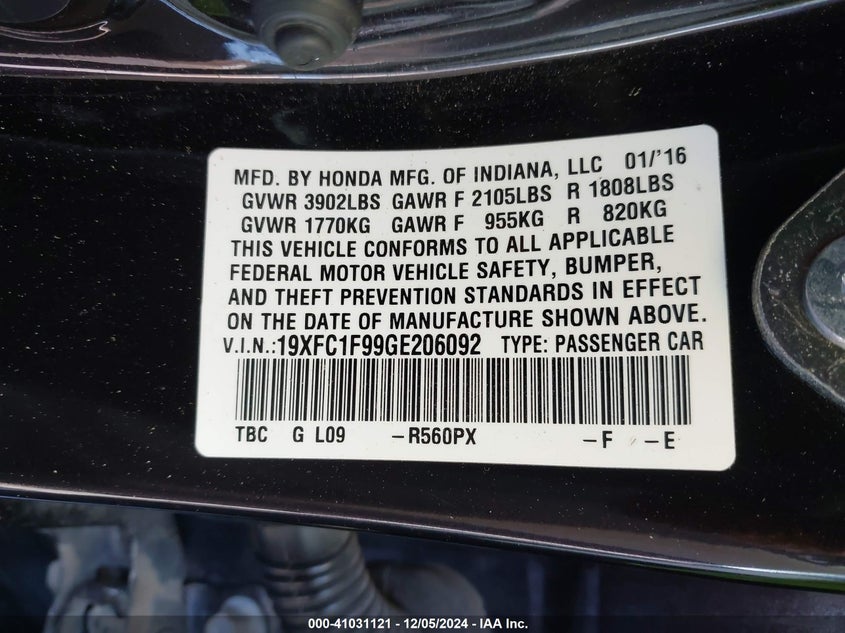 MFD. BY HONDA MFG. OF INDIANA, LLC 01/'16
GVWR 3902LBS GAWR F 2105LBS R 1808LBS
GVWR 1770KG GAWR F 955KG R 820KG
THIS VEHICLE CONFORMS TO ALL APPLICABLE
FEDERAL MOTOR VEHICLE SAFETY, BUMPER,
AND THEFT PREVENTION STANDARDS IN EFFECT
ON THE DATE OF MANUFACTURE SHOWN ABOVE.
V.I.N.:19XFC1F99GE206092 TYPE: PASSENGER CAR
TBC G L09 –R560PX –F –E
000-41031121 - 12/05/2024 - IAA Inc.